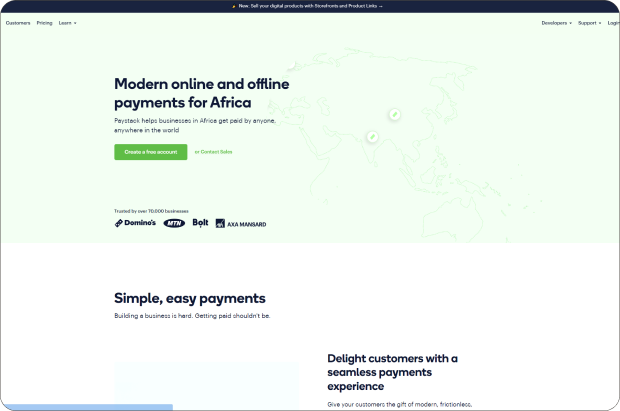 New: Sell your digital products with Storefronts and Product Links →
Customers Pricing Learn Developers Support Login
Modern online and offline
payments for Africa
Paystack helps businesses in Africa get paid by anyone,
anywhere in the world
Create a free account or Contact Sales
Trusted by over 70,000 businesses
Domino's MTN Bolt AXA AXA MANSARD
Simple, easy payments
Building a business is hard. Getting paid shouldn't be.
Delight customers with a
seamless payments
experience
Give your customers the gift of modern, frictionless,